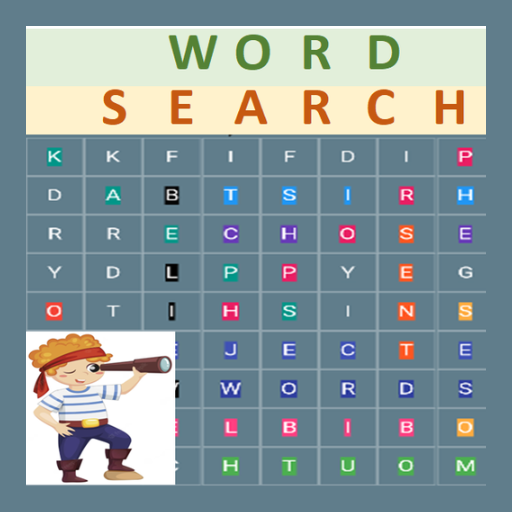 WORD
SEARCH
K K F I F D I P
D A B T S I R H
R R E C H O S E
Y D L P P Y E G
O T I H S I N S
E J E C T E
Y W O R D S
E L B I B O
C H T U O M